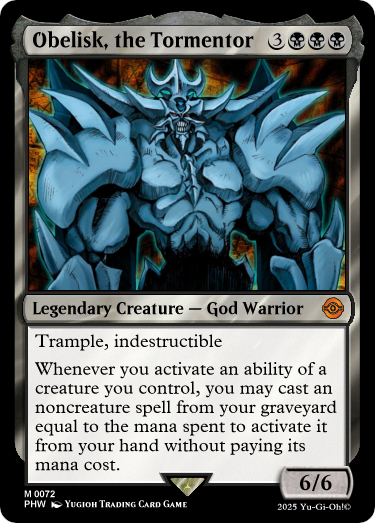 Obelisk, the Tormentor 3
Legendary Creature — God Warrior
Trample, indestructible
Whenever you activate an ability of a
creature you control, you may cast an
noncreature spell from your graveyard
equal to the mana spent to activate it
from your hand without paying its
mana cost.
6/6
M 0072
PHW Yugioh Trading Card Game
2025 Yu-Gi-Oh!©